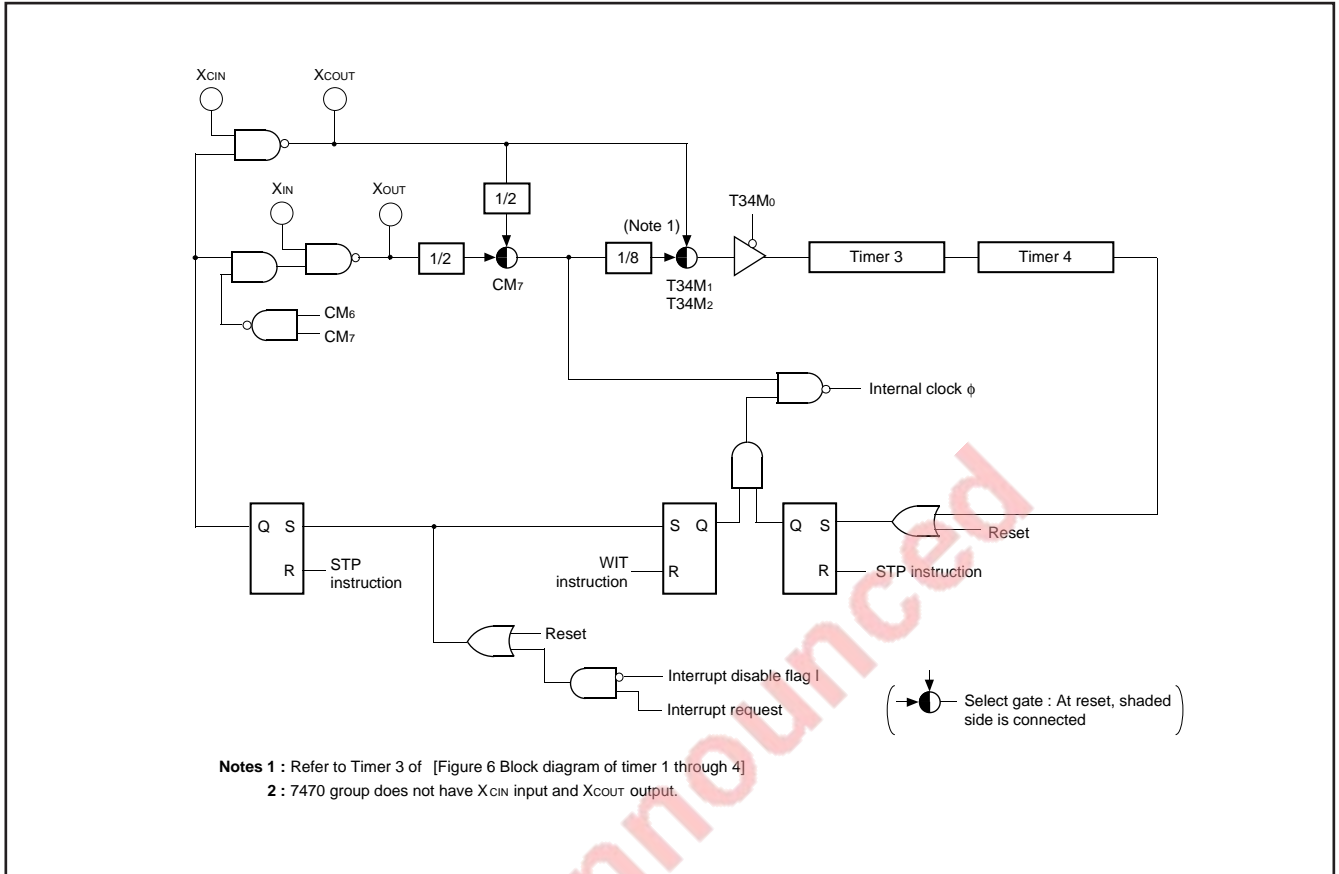 XCIN XCOUT
XIN XOUT
1/2
T34M0
(Note 1)
1/2
1/8
Timer 3
Timer 4
CM7
T34M1
T34M2
CM6
CM7
Internal clock ϕ
Q S
R
STP
instruction
S Q
R
WIT
instruction
Q S
R
STP instruction
Reset
Reset
Interrupt disable flag I
Interrupt request
Select gate : At reset, shaded
side is connected
Notes 1 : Refer to Timer 3 of [Figure 6 Block diagram of timer 1 through 4]
2 : 7470 group does not have XCIN input and XCOUT output.
nnounced